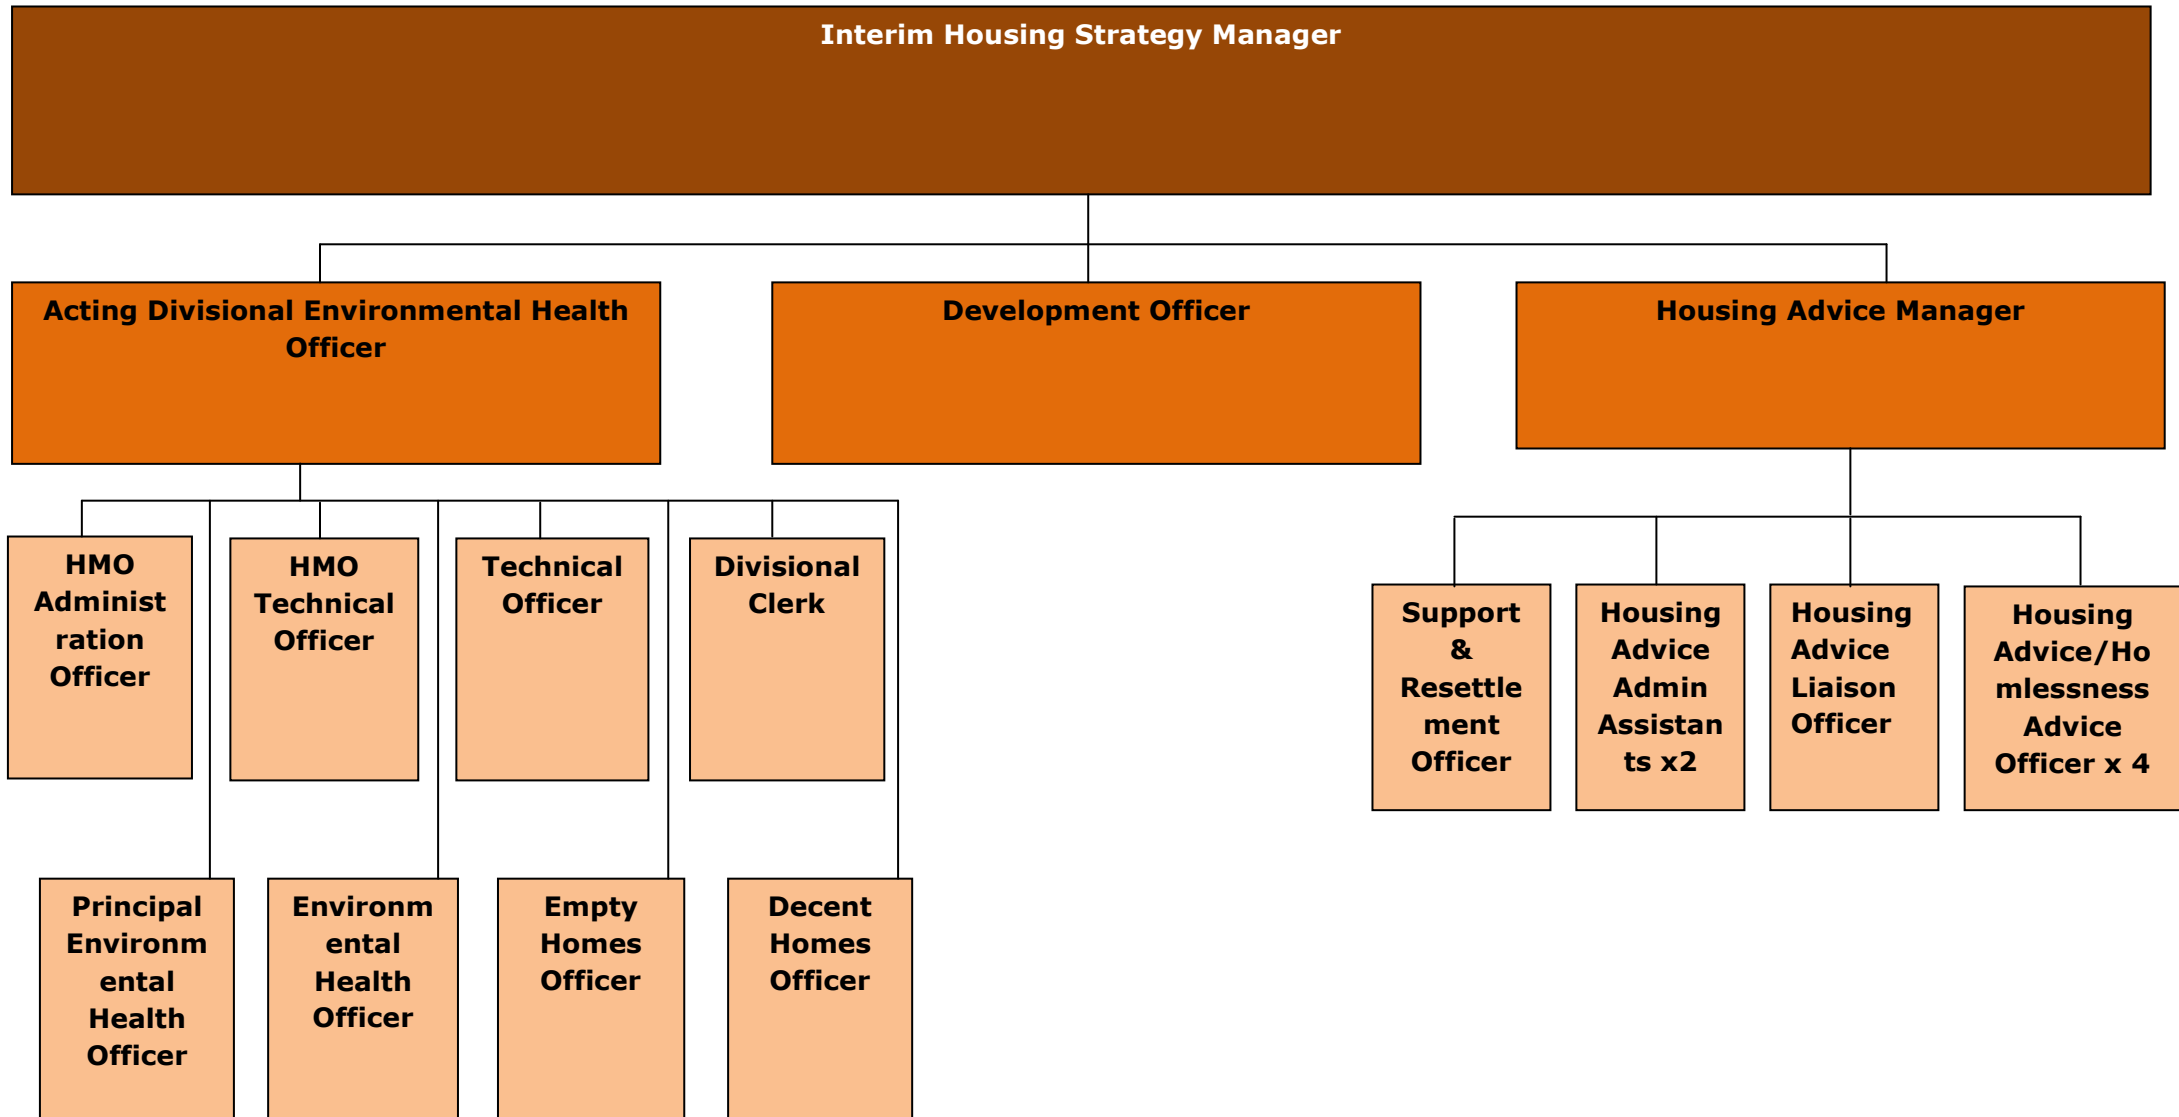 Interim Housing Strategy Manager
Acting Divisional Environmental Health
Officer
Development Officer
Housing Advice Manager
HMO
Administ
ration
Officer
HMO
Technical
Officer
Technical
Officer
Divisional
Clerk
Support
&
Resettle
ment
Officer
Housing
Advice
Admin
Assistan
ts x2
Housing
Advice
Liaison
Officer
Housing
Advice/Ho
mlessness
Advice
Officer x 4
Principal
Environm
ental
Health
Officer
Environm
ental
Health
Officer
Empty
Homes
Officer
Decent
Homes
Officer